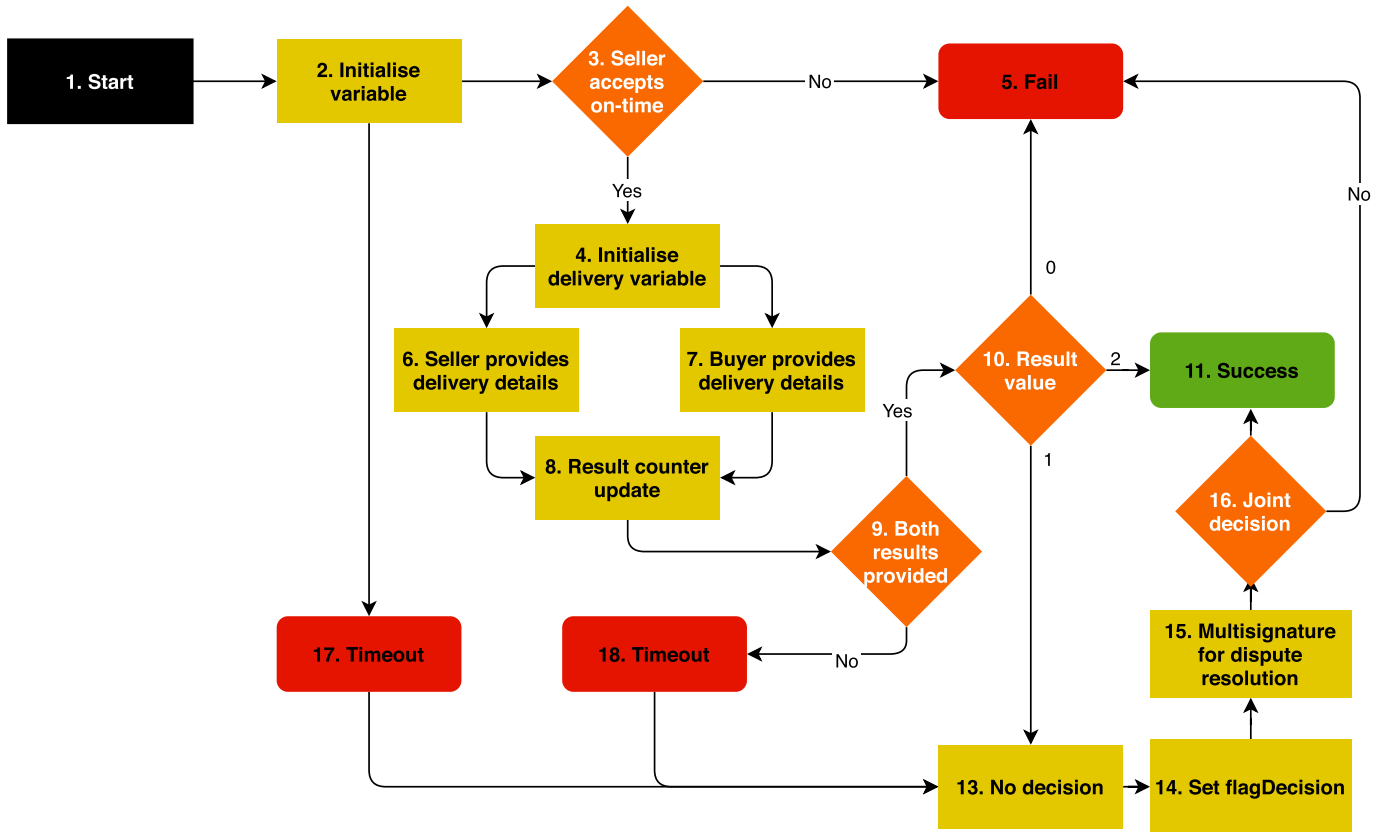 1. Start
2. Initialise
variable
3. Seller
accepts
on-time
No
5. Fail
Yes
No
4. Initialise
delivery variable
0
6. Seller provides
delivery details
7. Buyer provides
delivery details
10. Result
value
2
11. Success
Yes
1
8. Result counter
update
16. Joint
decision
9. Both
results
provided
17. Timeout
18. Timeout
No
15. Multisignature
for dispute
resolution
13. No decision
14. Set flagDecision